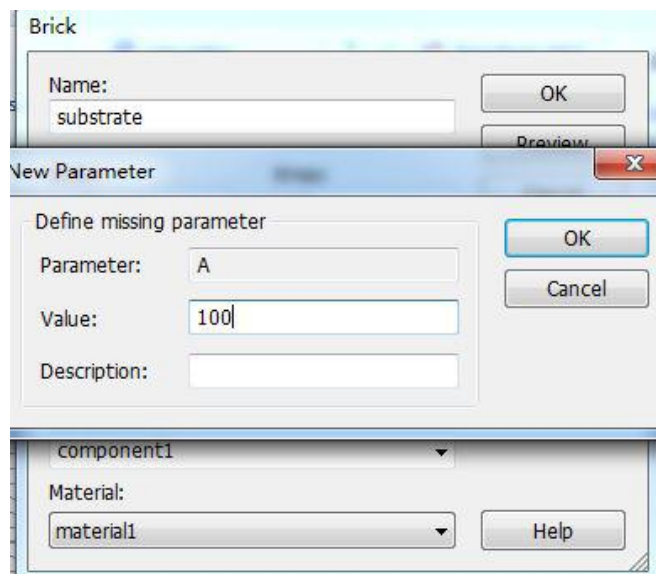 Brick
Name:
substrate
OK
Preview
New Parameter
Define missing parameter
Parameter: A
Value: 100
Description:
OK
Cancel
component1
Material:
material1
Help